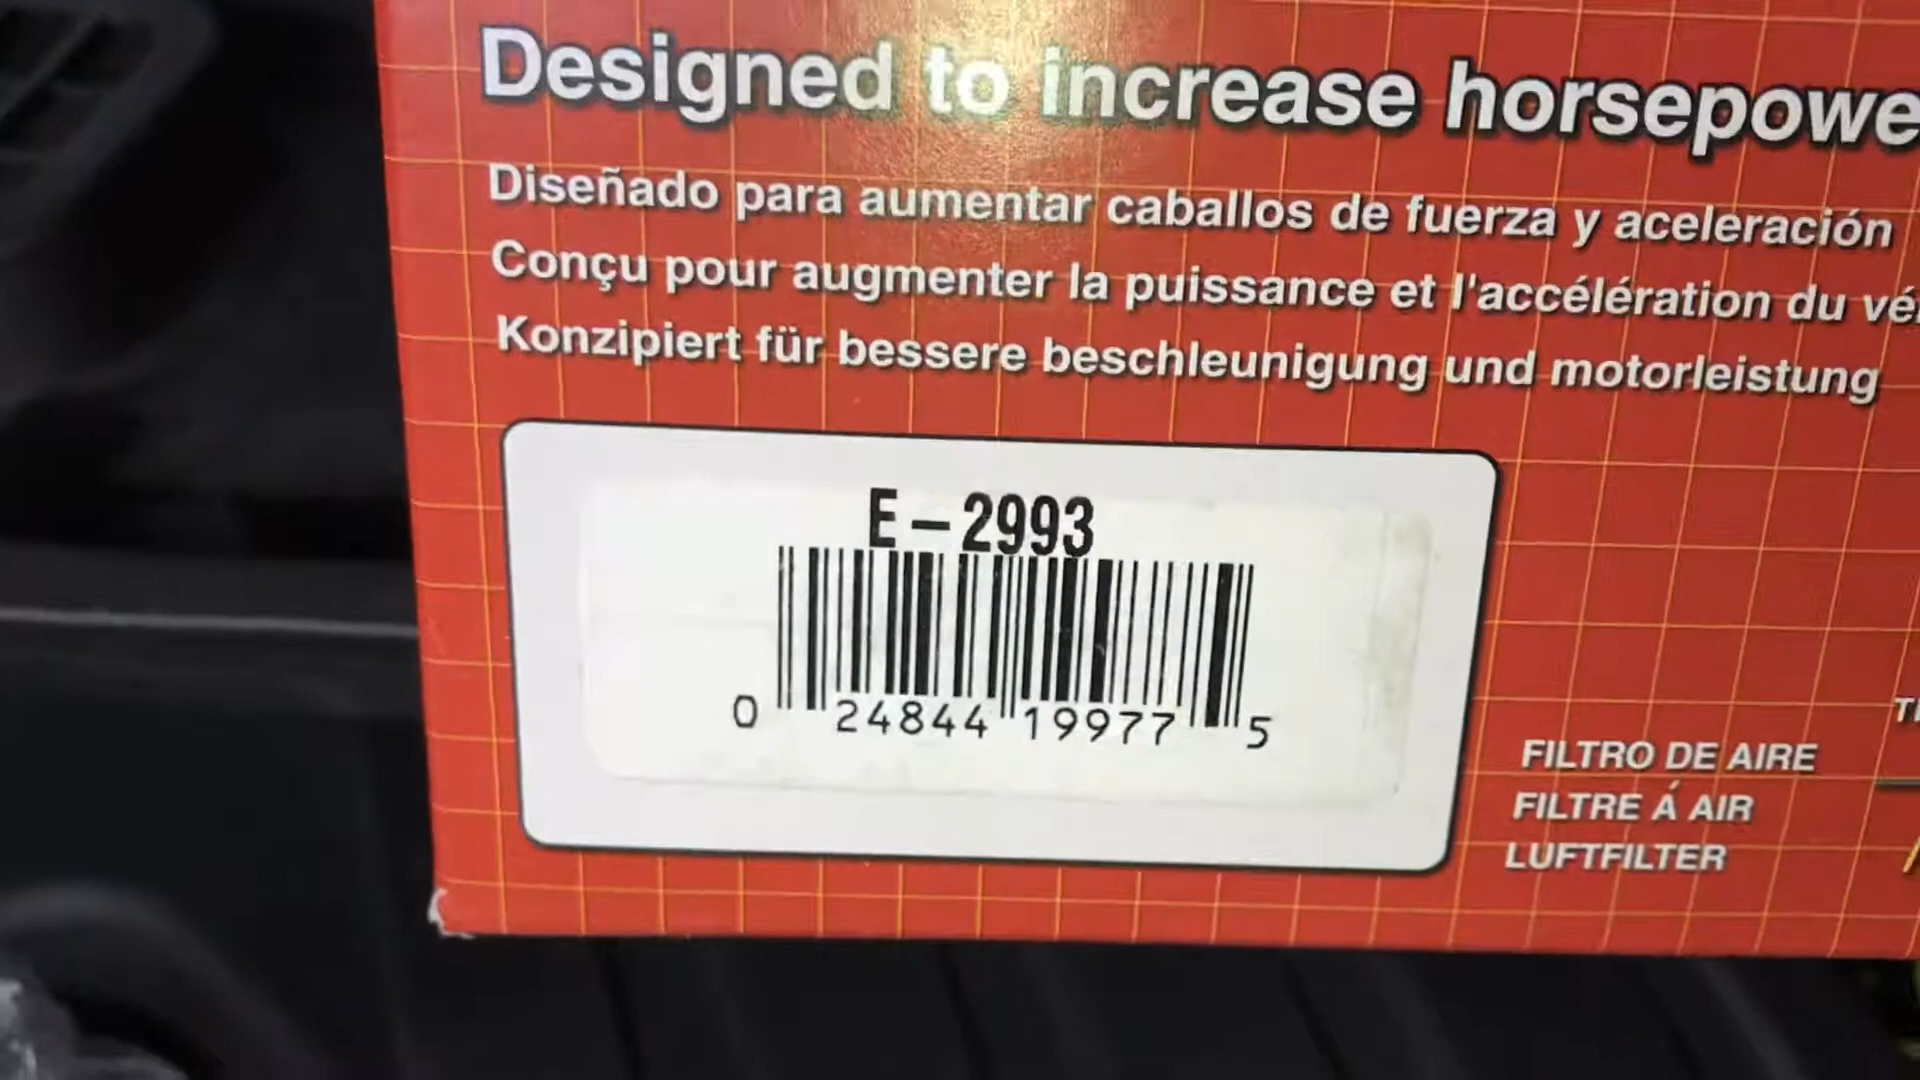 Designed to increase horsepowe
Diseñado para aumentar caballos de fuerza y aceleración
Conçu pour augmenter la puissance et l'accélération du vé
Konzipiert für bessere beschleunigung und motorleistung
E-2993
0 24844 19977 5
FILTRO DE AIRE
FILTRE Á AIR
LUFTFILTER